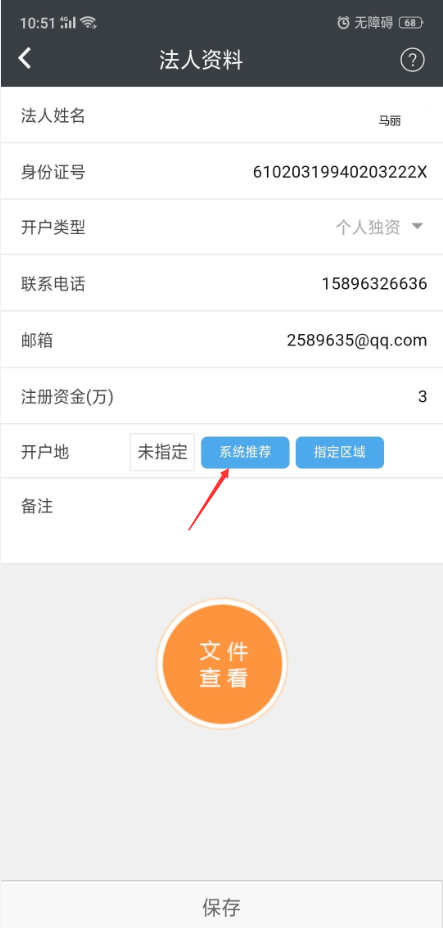 10:51 4G 无障碍 68
法人资料 ?
法人姓名 马丽
身份证号 61020319940203222X
开户类型 个人独资
联系电话 15896326636
邮箱 2589635@qq.com
注册资金(万) 3
开户地 未指定 系统推荐 指定区域
备注
文件
查看
保存